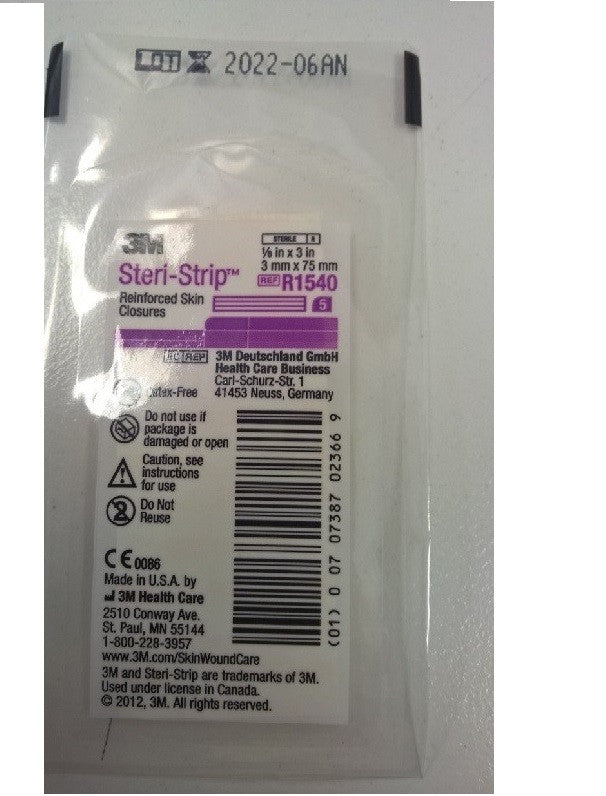 LOT 2022-06AN
3M
STERILE R
Steri-Strip™
1/8 in x 3 in
3 mm x 75 mm
REF R1540
Reinforced Skin
Closures
5
EC REP 3M Deutschland GmbH
Health Care Business
Carl-Schurz-Str. 1
41453 Neuss, Germany
Latex-Free
Do not use if
package is
damaged or open
Caution, see
instructions
for use
2
Do Not
Reuse
CE 0086
Made in U.S.A. by
3M Health Care
2510 Conway Ave.
St. Paul, MN 55144
1-800-228-3957
www.3M.com/SkinWoundCare
3M and Steri-Strip are trademarks of 3M.
Used under license in Canada.
© 2012, 3M. All rights reserved.
(01) 0 07 07387 02366 9